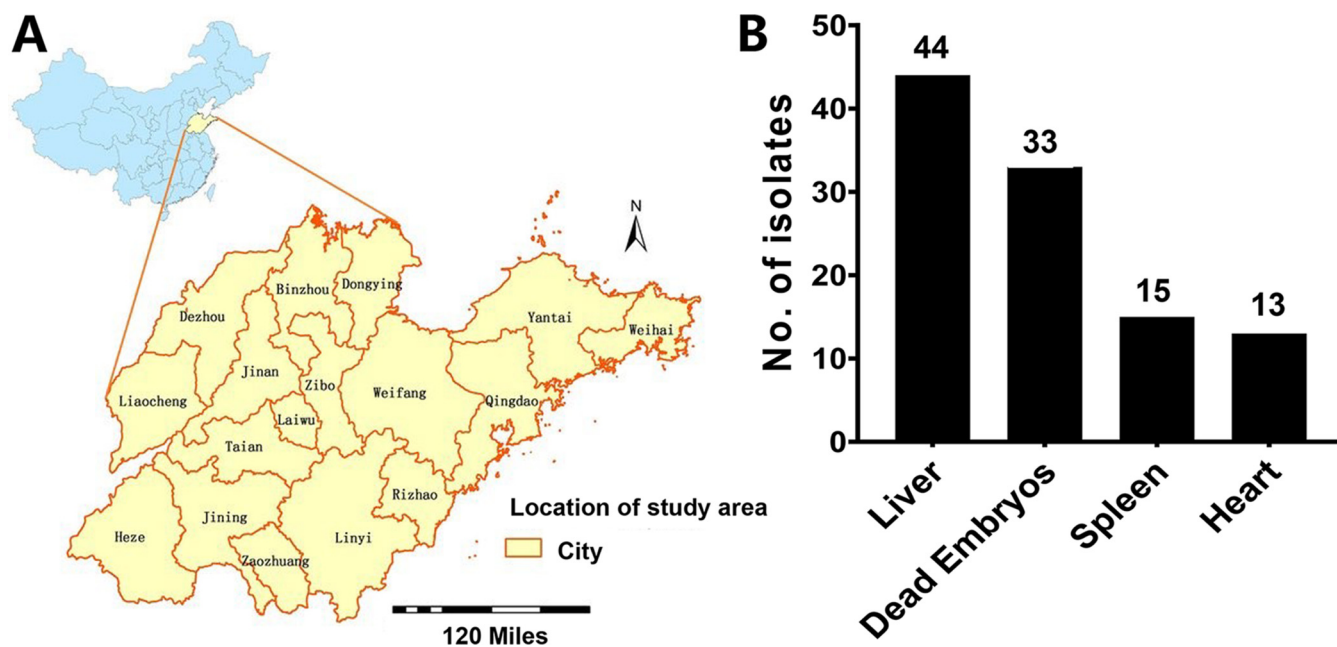 A
N
Binzhou
Dongying
Dezhou
Yantai
Weihai
Jinan
Zibo
Weifang
Liaocheng
Qingdao
Laiwu
Taian
Rizhao
Jining
Heze
Linyi
Zaozhuang
Location of study area
City
120 Miles
B
No. of isolates
50
40
30
20
10
0
44
33
15
13
Liver
Dead Embryos
Spleen
Heart